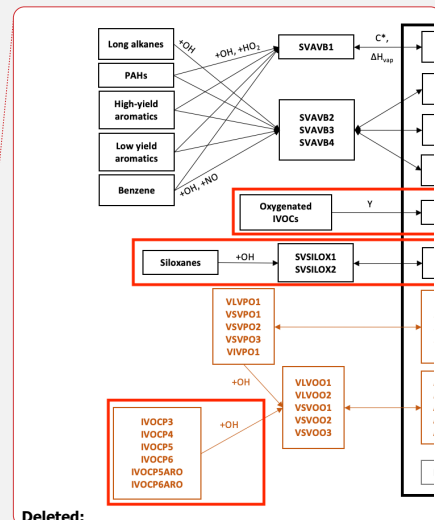 Long alkanes
PAHs
High-yield
aromatics
Low yield
aromatics
Benzene
+OH
+OH, +HO2
+OH, +NO
SVAVB1
C*,
ΔHvap
SVAVB2
SVAVB3
SVAVB4
Oxygenated
IVOCs
Y
Siloxanes
+OH
SVSILOX1
SVSILOX2
VLVPO1
VSVPO1
VSVPO2
VSVPO3
VIVPO1
+OH
VLVOO1
VLVOO2
VSVOO1
VSVOO2
VSVOO3
+OH
IVOCP3
IVOCP4
IVOCP5
IVOCP6
IVOCP5ARO
IVOCP6ARO
Deleted: